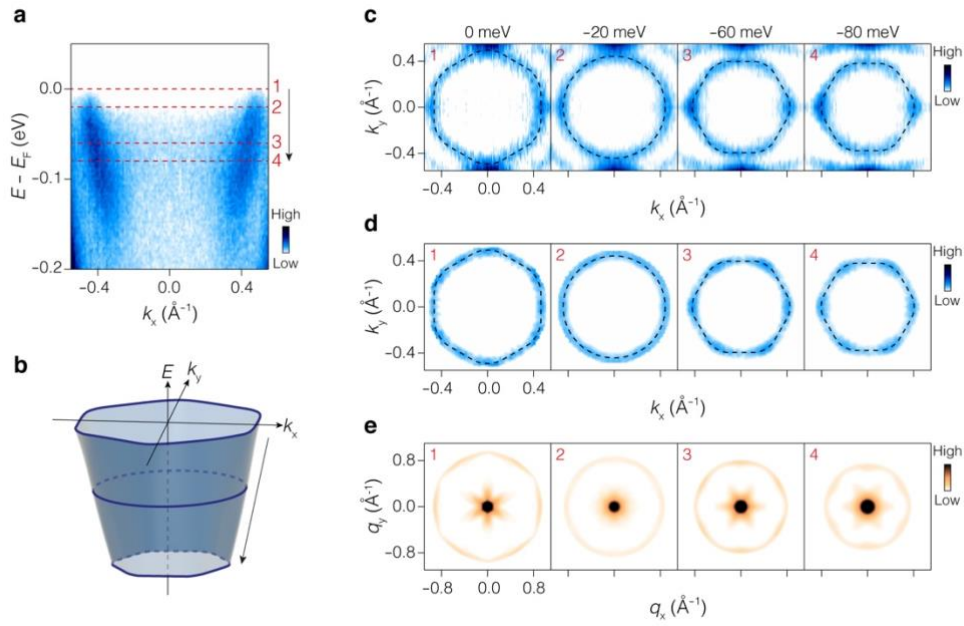 a
0.0
−0.1
−0.2
E − E_F (eV)
1
2
3
4
High
Low
−0.4
0.0
0.4
k_x (Å⁻¹)
b
E
k_y
k_x
c
0 meV
−20 meV
−60 meV
−80 meV
1
2
3
4
0.4
0.0
−0.4
k_y (Å⁻¹)
High
Low
−0.4
0.0
0.4
k_x (Å⁻¹)
d
1
2
3
4
0.4
0.0
−0.4
k_y (Å⁻¹)
High
Low
−0.4
0.0
0.4
k_x (Å⁻¹)
e
1
2
3
4
0.8
0.0
−0.8
q_y (Å⁻¹)
High
Low
−0.8
0.0
0.8
q_x (Å⁻¹)